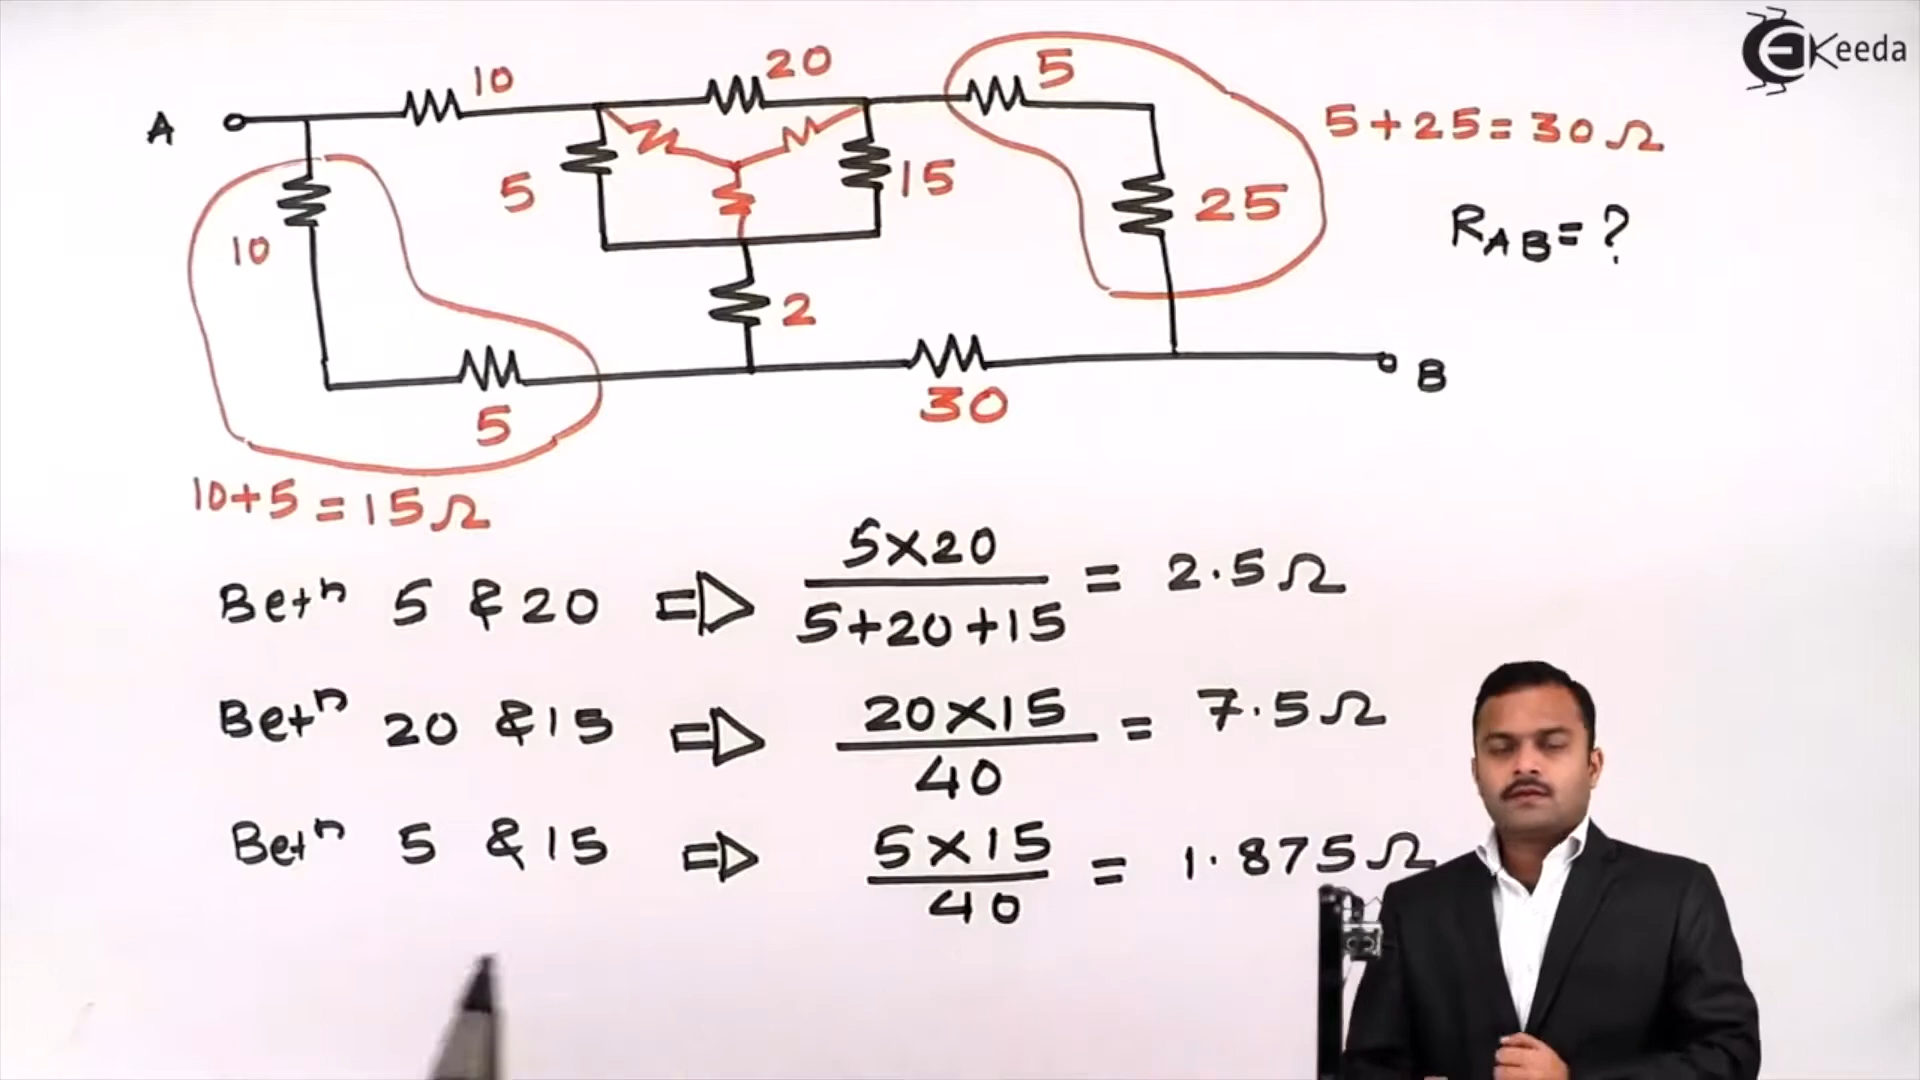 EKeeda
10
20
5
5+25=30Ω
A
5
15
25
R_AB=?
10
2
30
B
5
10+5=15Ω
Betⁿ 5 & 20 ⇒ 5×20 / 5+20+15 = 2.5Ω
Betⁿ 20 & 15 ⇒ 20×15 / 40 = 7.5Ω
Betⁿ 5 & 15 ⇒ 5×15 / 40 = 1.875Ω